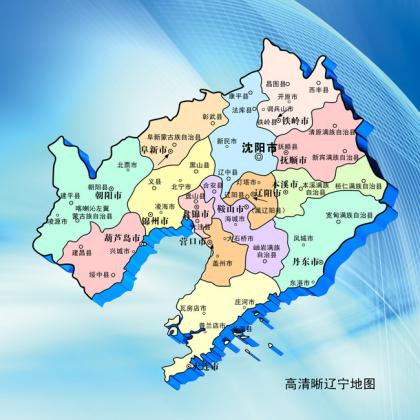 昌图县
西丰县
康平县
开原市
法库县
调兵山市
彰武县
铁岭县
铁岭市
清原满族自治县
阜新蒙古族自治县
新民市
阜新市
沈阳市
抚顺县
抚顺市
新宾满族自治县
北票市
黑山县
辽中县
灯塔市
本溪市
本溪满族自治县
桓仁满族自治县
朝阳县
朝阳市
义县
北宁市
台安县
辽阳县
辽阳市
建平县
喀喇沁左翼
蒙古族自治县
凌源市
凌海市
锦州市
盘山县
盘锦市
鞍山市
海城市
宽甸满族自治县
葫芦岛市
大洼县
营口市
大石桥市
岫岩满族
自治县
凤城市
建昌县
兴城市
绥中县
盖州市
丹东市
东港市
瓦房店市
庄河市
普兰店市
大连市
高清晰辽宁地图